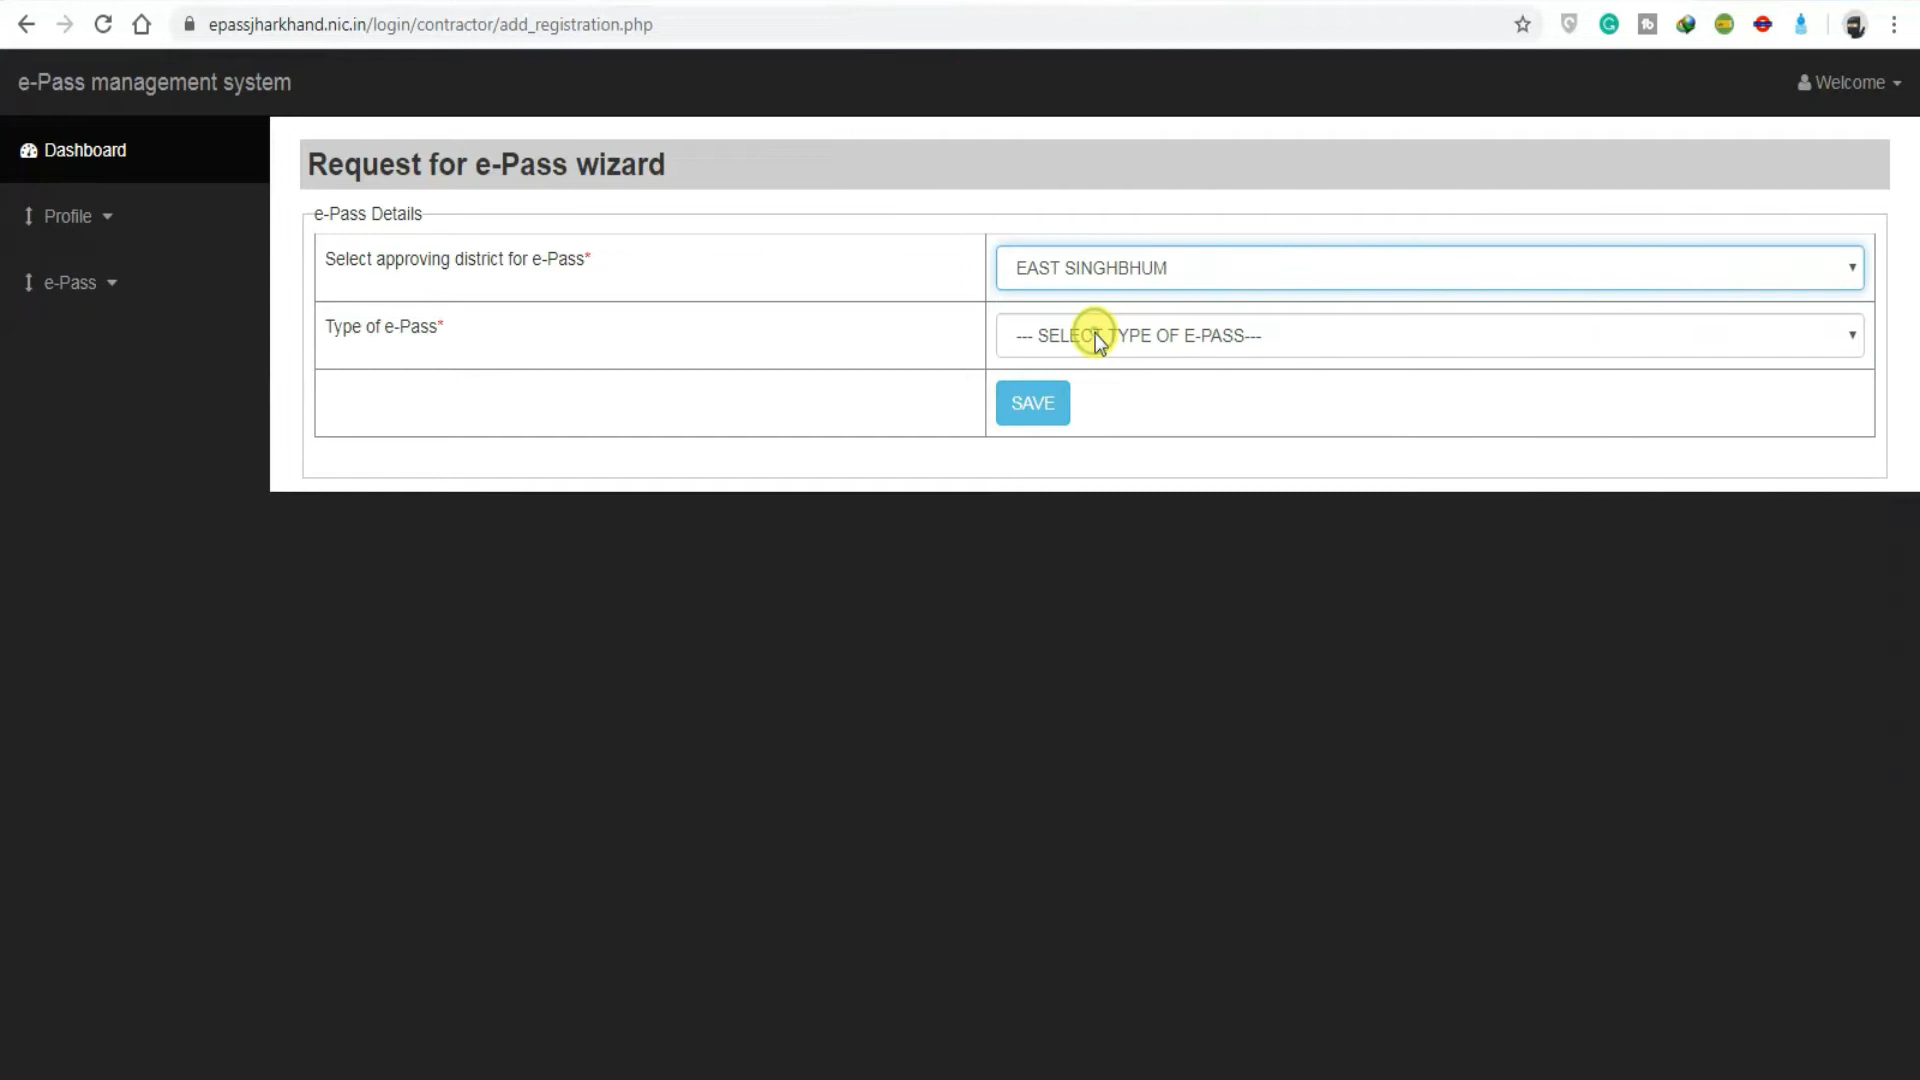 epassjharkhand.nic.in/login/contractor/add_registration.php
e-Pass management system
Welcome
Dashboard
Profile
e-Pass
Request for e-Pass wizard
e-Pass Details
Select approving district for e-Pass*
EAST SINGHBHUM
Type of e-Pass*
--- SELECT TYPE OF E-PASS---
SAVE